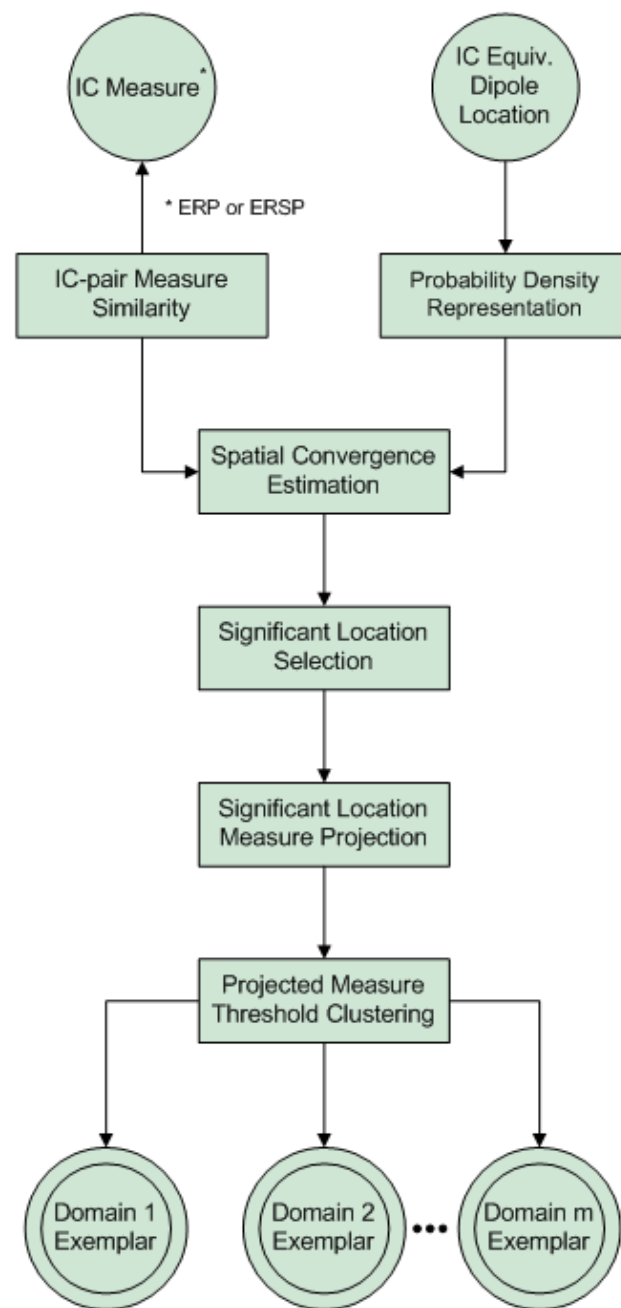 IC Measure*
IC Equiv.
Dipole
Location
* ERP or ERSP
IC-pair Measure
Similarity
Probability Density
Representation
Spatial Convergence
Estimation
Significant Location
Selection
Significant Location
Measure Projection
Projected Measure
Threshold Clustering
Domain 1
Exemplar
Domain 2
Exemplar
•••
Domain m
Exemplar